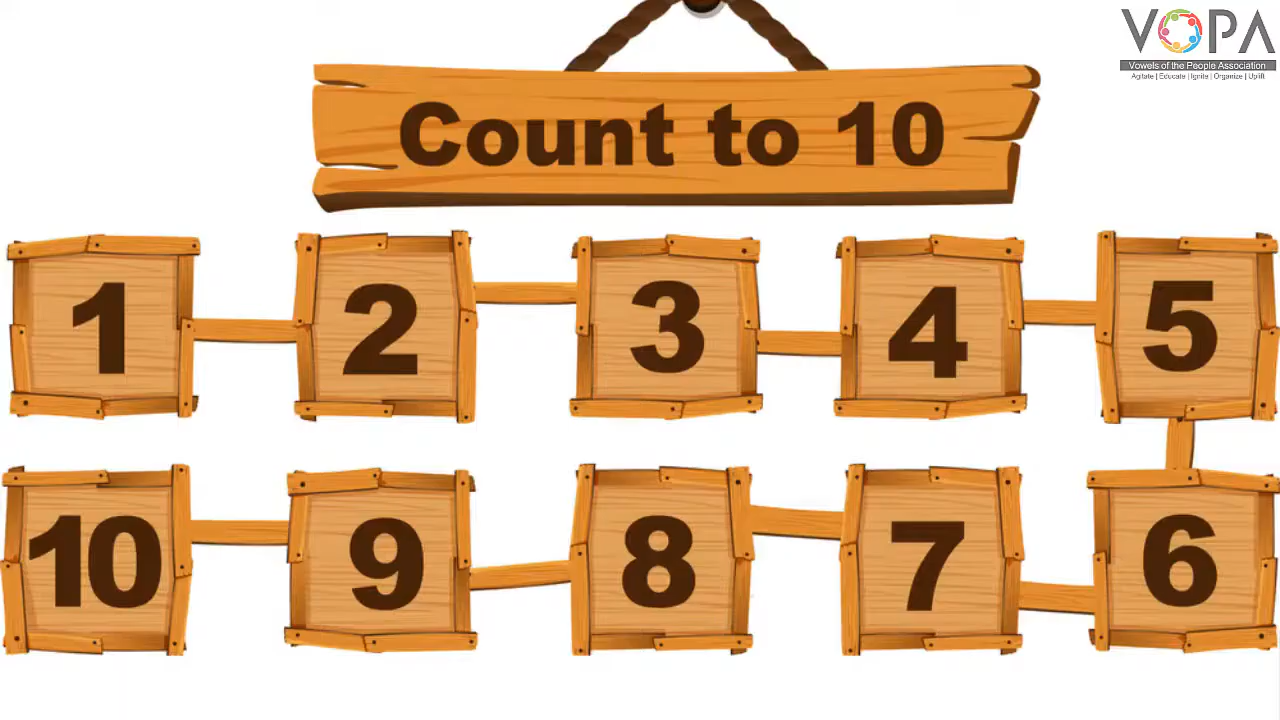 VOPA
Vowels of the People Association
Agitate | Educate | Ignite | Organize | Uplift
Count to 10
1 2 3 4 5
10 9 8 7 6